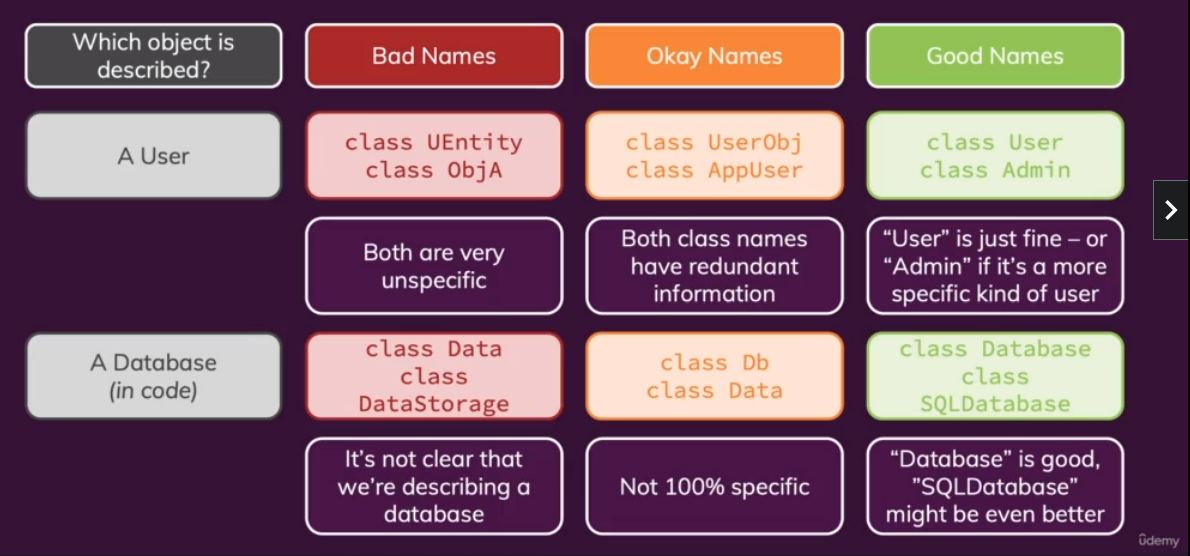 Which object is
described?
Bad Names
Okay Names
Good Names
A User
class UEntity
class ObjA
class UserObj
class AppUser
class User
class Admin
Both are very
unspecific
Both class names
have redundant
information
“User” is just fine – or
“Admin” if it’s a more
specific kind of user
A Database
(in code)
class Data
class
DataStorage
class Db
class Data
class Database
class
SQLDatabase
It’s not clear that
we’re describing a
database
Not 100% specific
“Database” is good,
”SQLDatabase”
might be even better
ûdemy